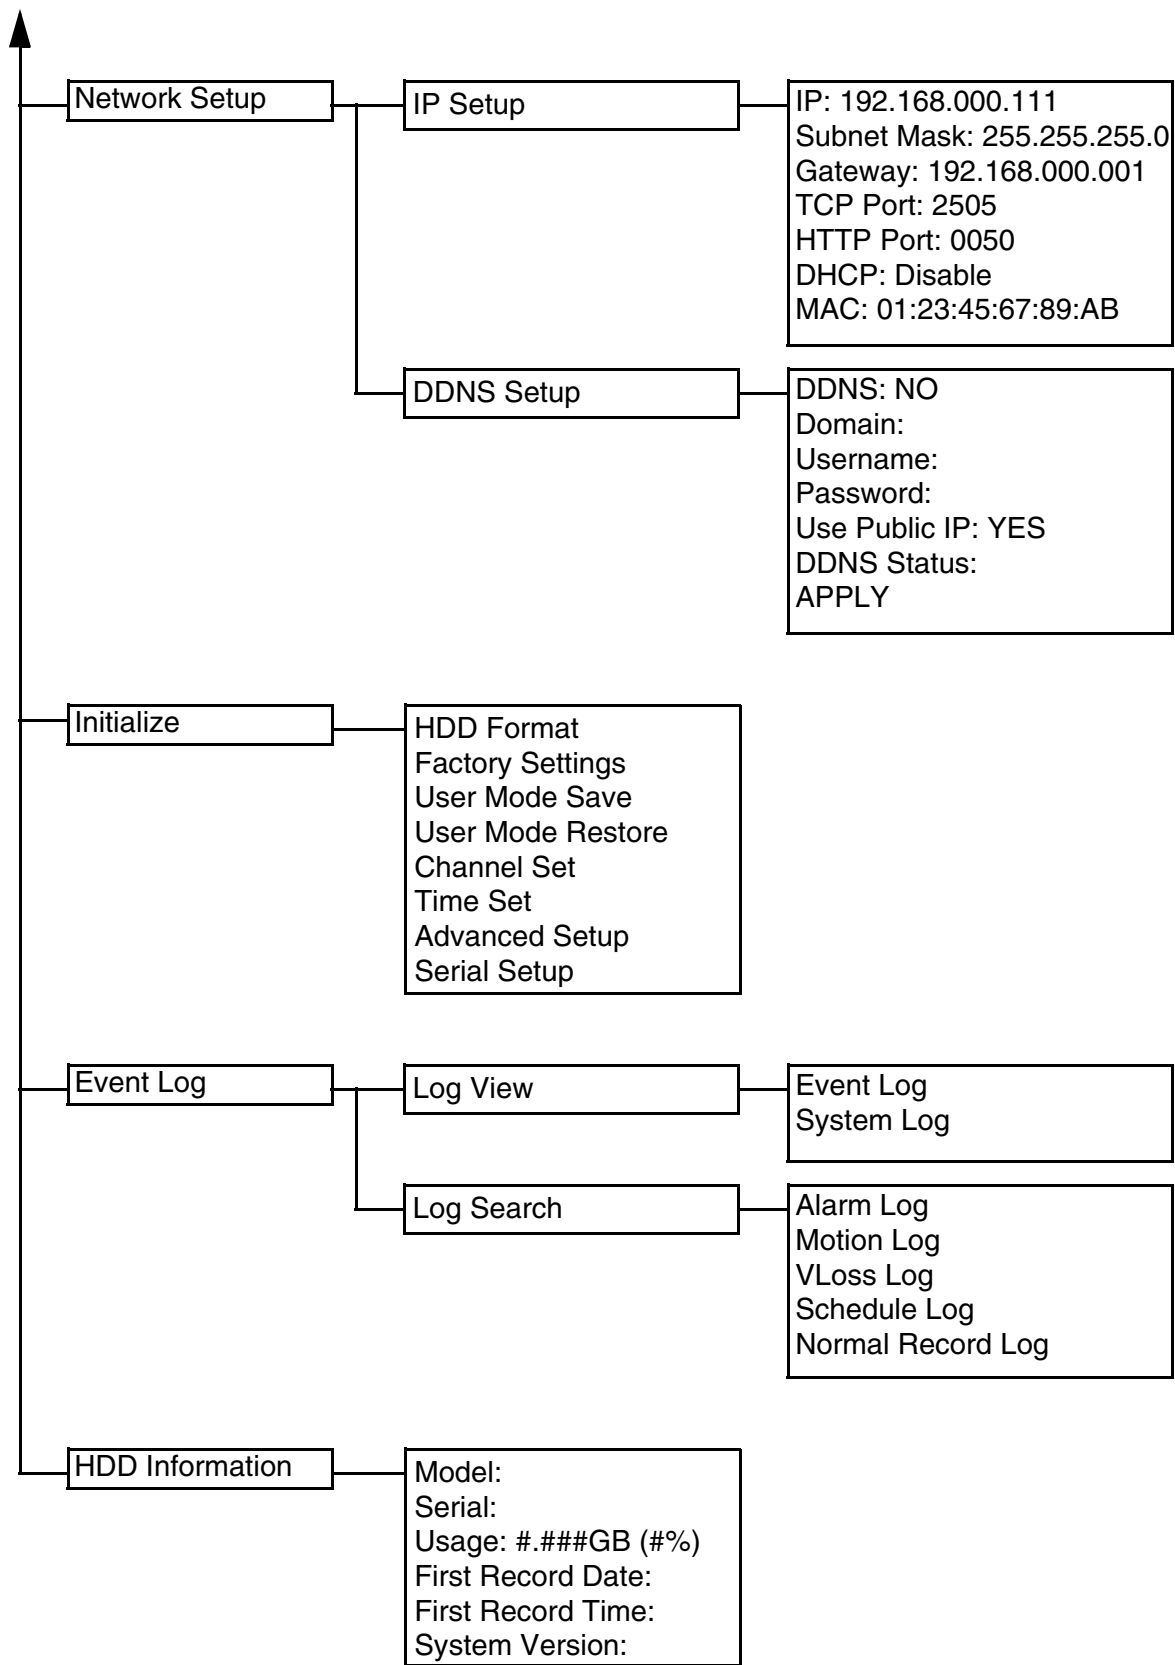 Network Setup
IP Setup
IP: 192.168.000.111
Subnet Mask: 255.255.255.0
Gateway: 192.168.000.001
TCP Port: 2505
HTTP Port: 0050
DHCP: Disable
MAC: 01:23:45:67:89:AB
DDNS Setup
DDNS: NO
Domain:
Username:
Password:
Use Public IP: YES
DDNS Status:
APPLY
Initialize
HDD Format
Factory Settings
User Mode Save
User Mode Restore
Channel Set
Time Set
Advanced Setup
Serial Setup
Event Log
Log View
Event Log
System Log
Log Search
Alarm Log
Motion Log
VLoss Log
Schedule Log
Normal Record Log
HDD Information
Model:
Serial:
Usage: #.###GB (#%)
First Record Date:
First Record Time:
System Version: